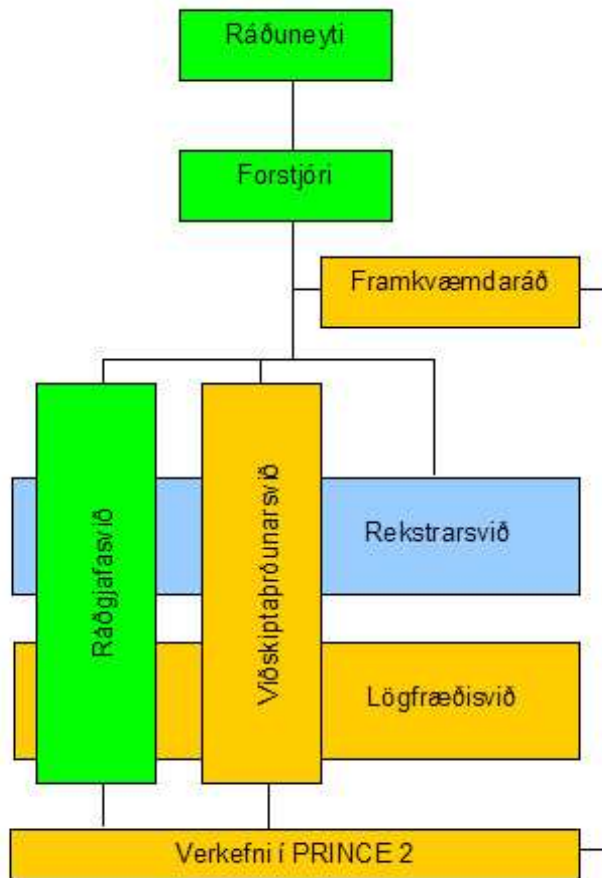 Ráðuneyti
Forstjóri
Framkvæmdaráð
Ráðgjafasvið
Viðskiptaþróunarsvið
Rekstrarsvið
Lögfræðisvið
Verkefni í PRINCE 2